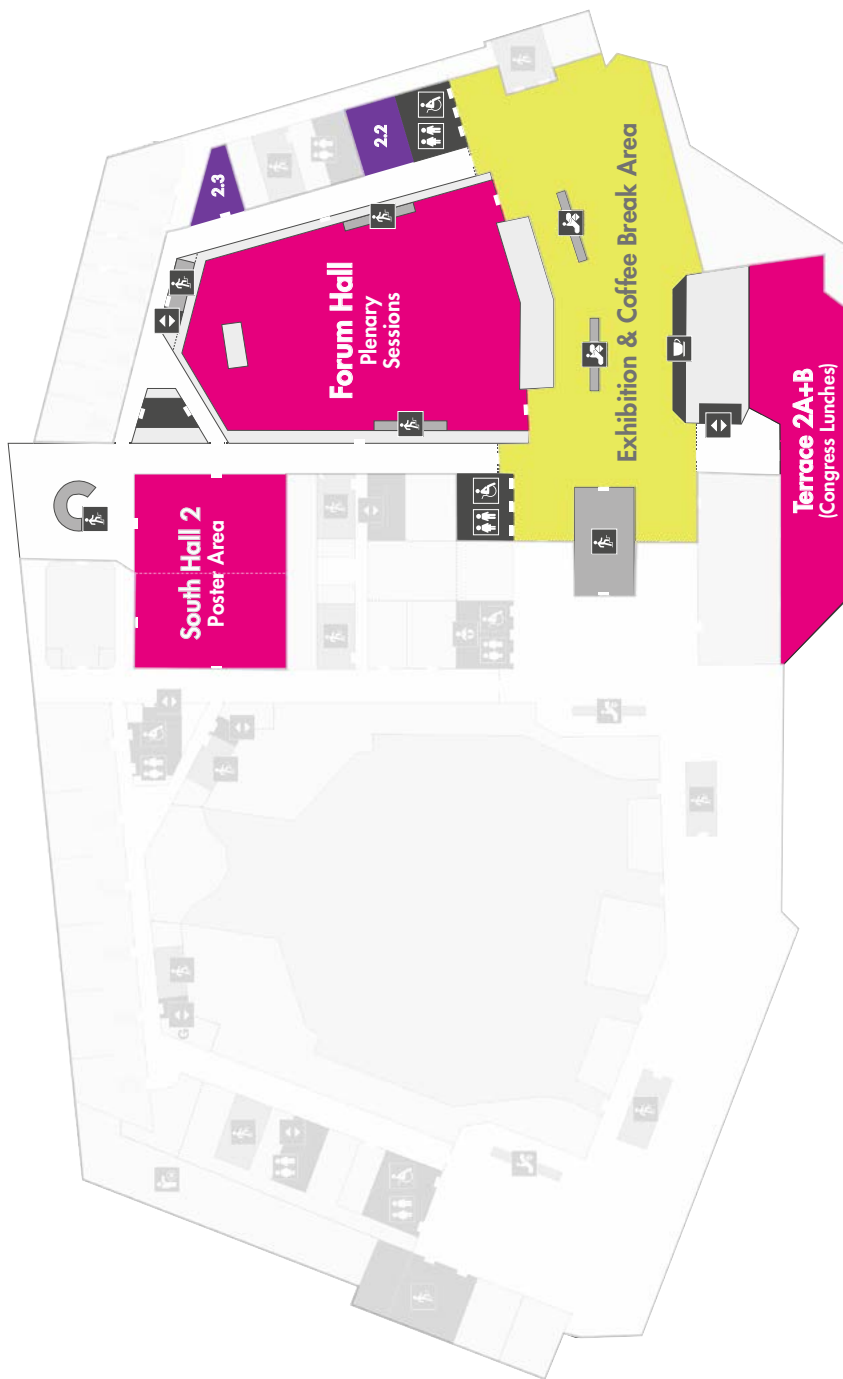 2.3
2.2
Forum Hall
Plenary
Sessions
Exhibition & Coffee Break Area
Terrace 2A+B
(Congress Lunches)
South Hall 2
Poster Area
G